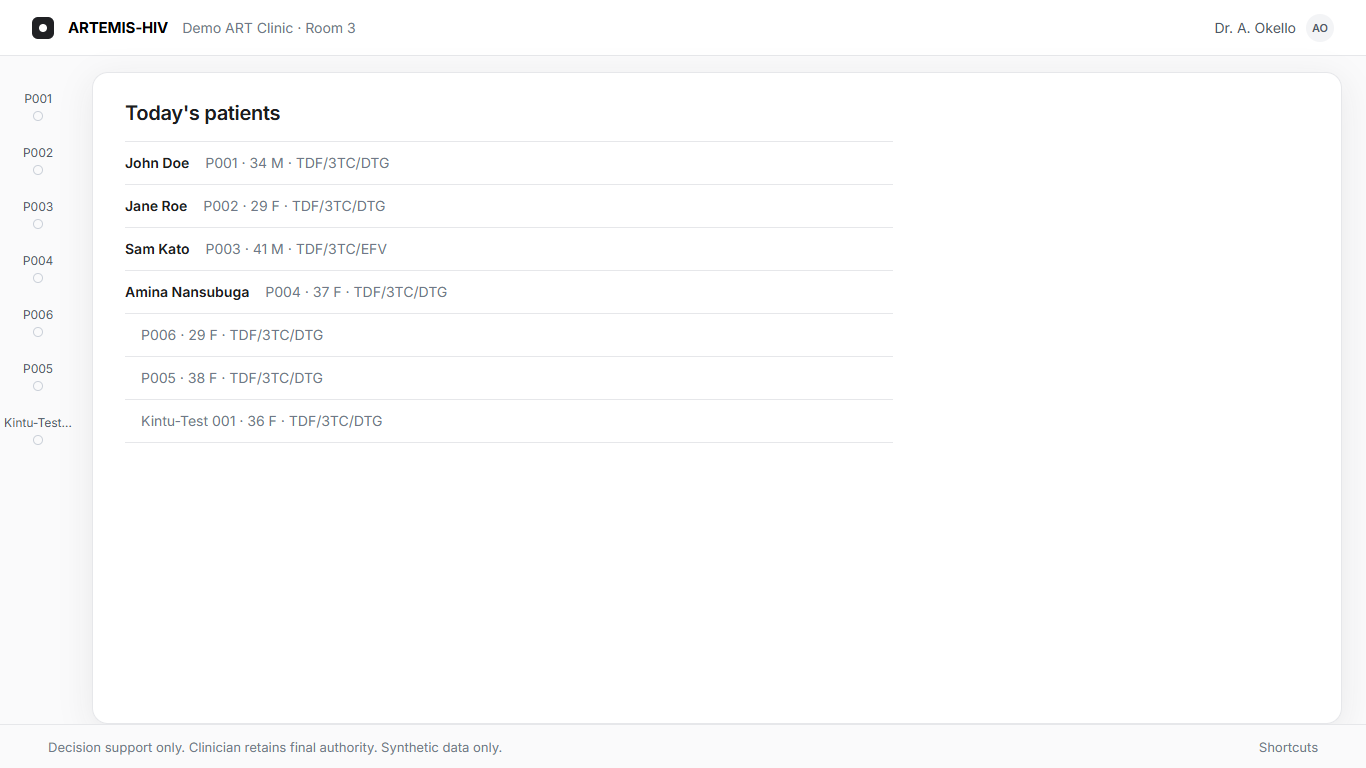 ARTEMIS-HIV Demo ART Clinic · Room 3
Dr. A. Okello AO
P001
P002
P003
P004
P006
P005
Kintu-Test...
Today's patients
John Doe P001 · 34 M · TDF/3TC/DTG
Jane Roe P002 · 29 F · TDF/3TC/DTG
Sam Kato P003 · 41 M · TDF/3TC/EFV
Amina Nansubuga P004 · 37 F · TDF/3TC/DTG
P006 · 29 F · TDF/3TC/DTG
P005 · 38 F · TDF/3TC/DTG
Kintu-Test 001 · 36 F · TDF/3TC/DTG
Decision support only. Clinician retains final authority. Synthetic data only.
Shortcuts